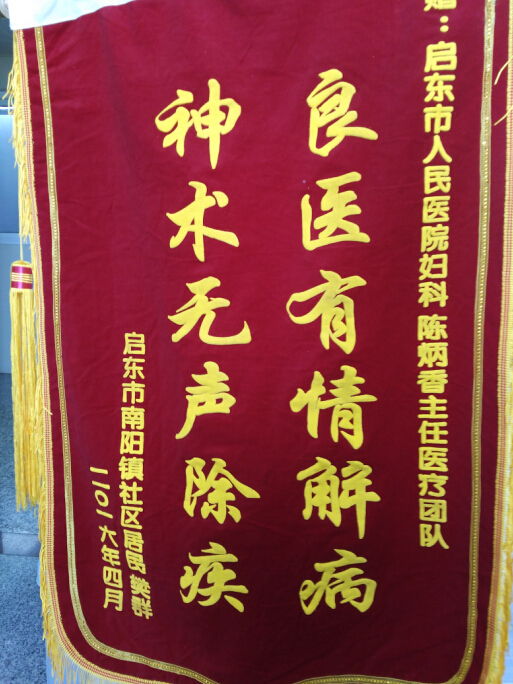 赠：启东市人民医院妇科 陈炳香主任医疗团队
良医有情解病
神术无声除疾
启东市南阳镇社区居民 樊群
二〇一六年四月